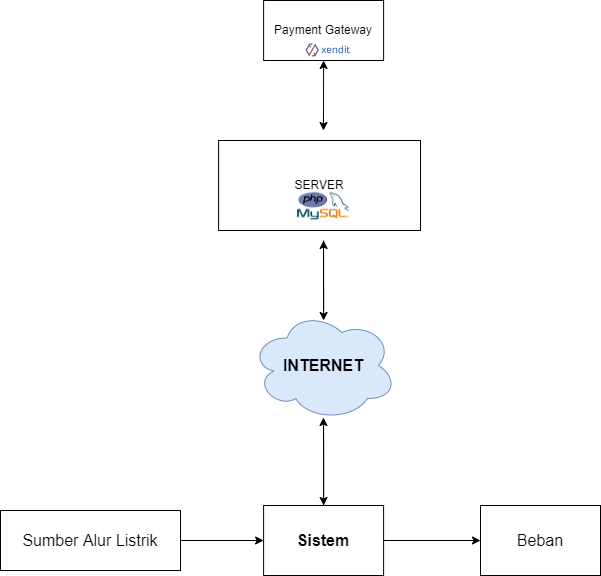 Payment Gateway
xendit
SERVER
php
MySQL
INTERNET
Sumber Alur Listrik
Sistem
Beban